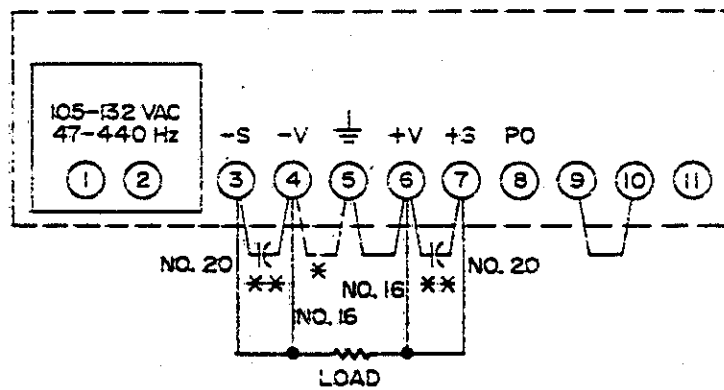 105-132 VAC
47-440 Hz
-S -V +V +S PO
1 2 3 4 5 6 7 8 9 10 11
NO. 20 ** * NO. 16 ** NO. 20
NO. 16
LOAD